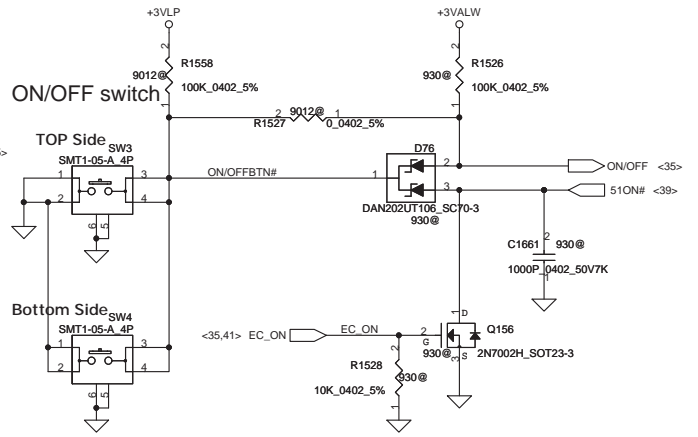 +3VLP
+3VALW
2
R1558
9012@
100K_0402_5%
1
2
R1526
930@
100K_0402_5%
1
ON/OFF switch
2 9012@ 1
R1527 0_0402_5%
TOP Side
SW3
SMT1-05-A_4P
1 3
2 4
6 5
ON/OFFBTN#
D76
1 2
3
DAN202UT106_SC70-3
930@
ON/OFF <35>
51ON# <39>
2
C1661 930@
1000P_0402_50V7K
1
Bottom Side
SW4
SMT1-05-A_4P
1 3
2 4
6 5
<35,41> EC_ON
EC_ON
2
G
1
D
3
S
Q156
930@
2N7002H_SOT23-3
2
R1528
930@
10K_0402_5%
1